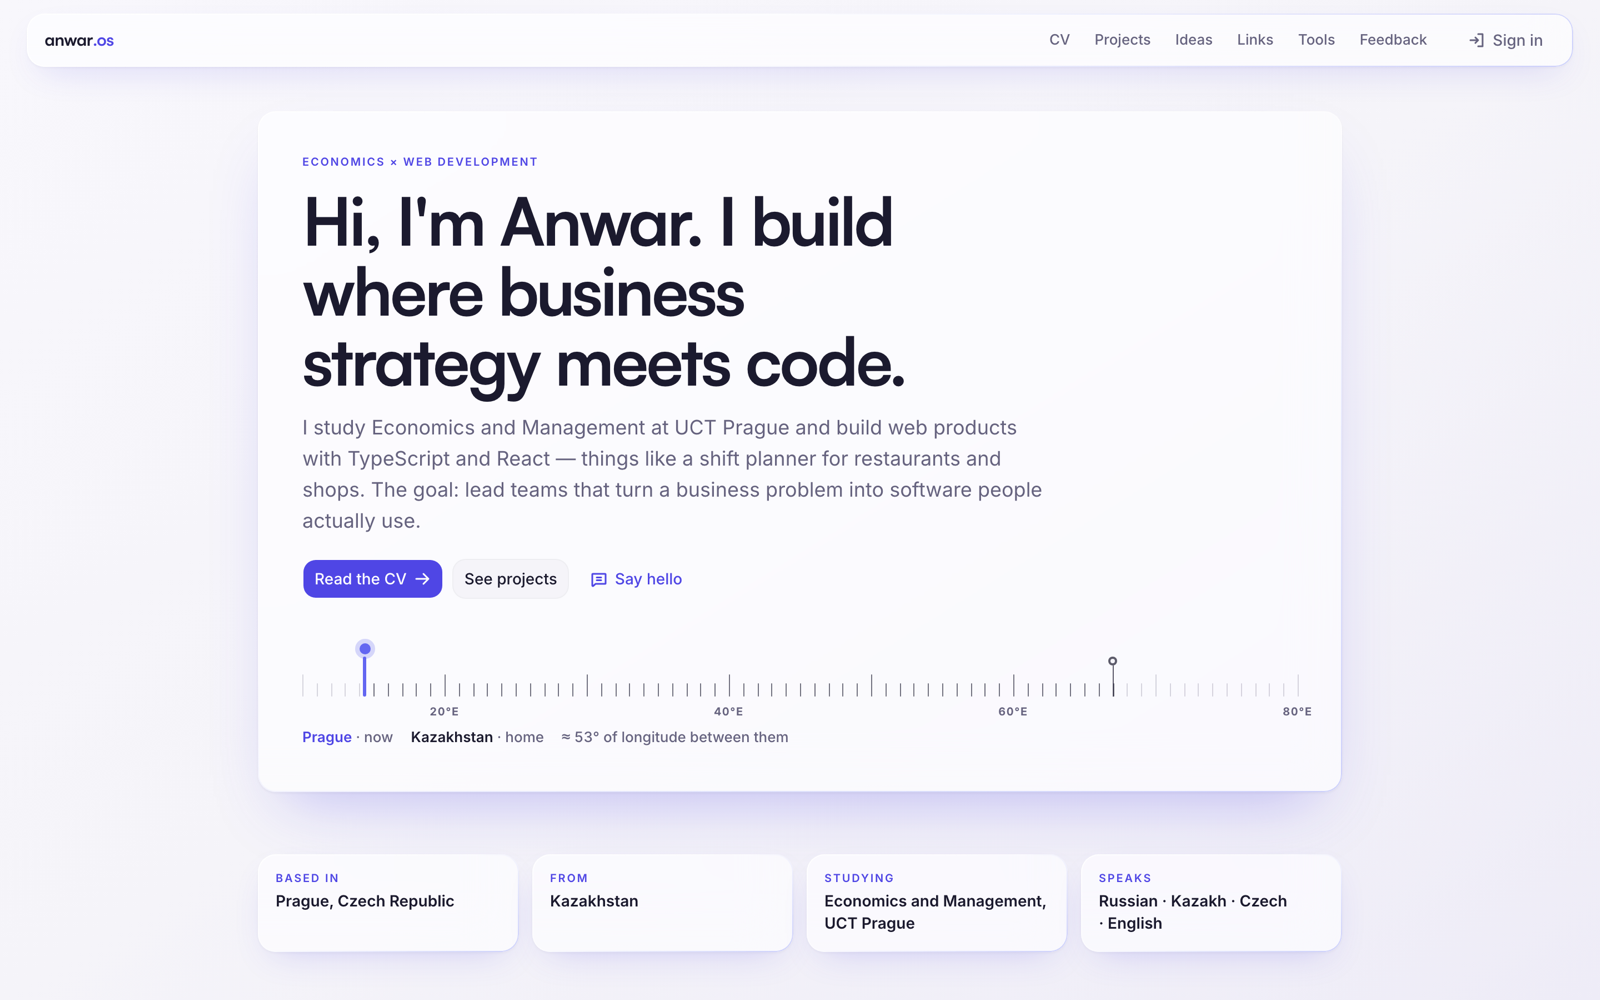 anwar.os
CV Projects Ideas Links Tools Feedback Sign in
ECONOMICS × WEB DEVELOPMENT
Hi, I'm Anwar. I build
where business
strategy meets code.
I study Economics and Management at UCT Prague and build web products
with TypeScript and React — things like a shift planner for restaurants and
shops. The goal: lead teams that turn a business problem into software people
actually use.
Read the CV → See projects Say hello
20°E 40°E 60°E 80°E
Prague · now Kazakhstan · home ≈ 53° of longitude between them
BASED IN
Prague, Czech Republic
FROM
Kazakhstan
STUDYING
Economics and Management,
UCT Prague
SPEAKS
Russian · Kazakh · Czech
· English